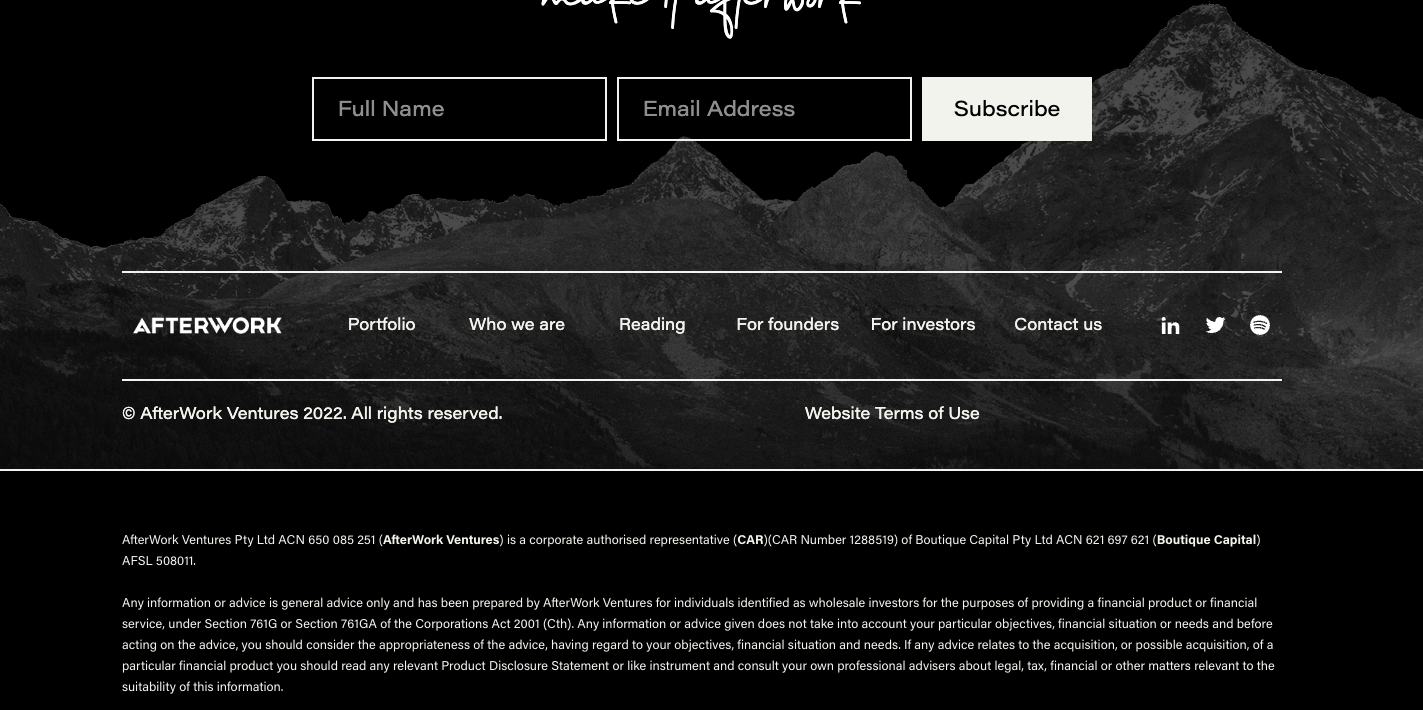 make it afterwork
Full Name
Email Address
Subscribe
AFTERWORK
Portfolio
Who we are
Reading
For founders
For investors
Contact us
© AfterWork Ventures 2022. All rights reserved.
Website Terms of Use
AfterWork Ventures Pty Ltd ACN 650 085 251 (AfterWork Ventures) is a corporate authorised representative (CAR)(CAR Number 1288519) of Boutique Capital Pty Ltd ACN 621 697 621 (Boutique Capital)
AFSL 508011.
Any information or advice is general advice only and has been prepared by AfterWork Ventures for individuals identified as wholesale investors for the purposes of providing a financial product or financial
service, under Section 761G or Section 761GA of the Corporations Act 2001 (Cth). Any information or advice given does not take into account your particular objectives, financial situation or needs and before
acting on the advice, you should consider the appropriateness of the advice, having regard to your objectives, financial situation and needs. If any advice relates to the acquisition, or possible acquisition, of a
particular financial product you should read any relevant Product Disclosure Statement or like instrument and consult your own professional advisers about legal, tax, financial or other matters relevant to the
suitability of this information.